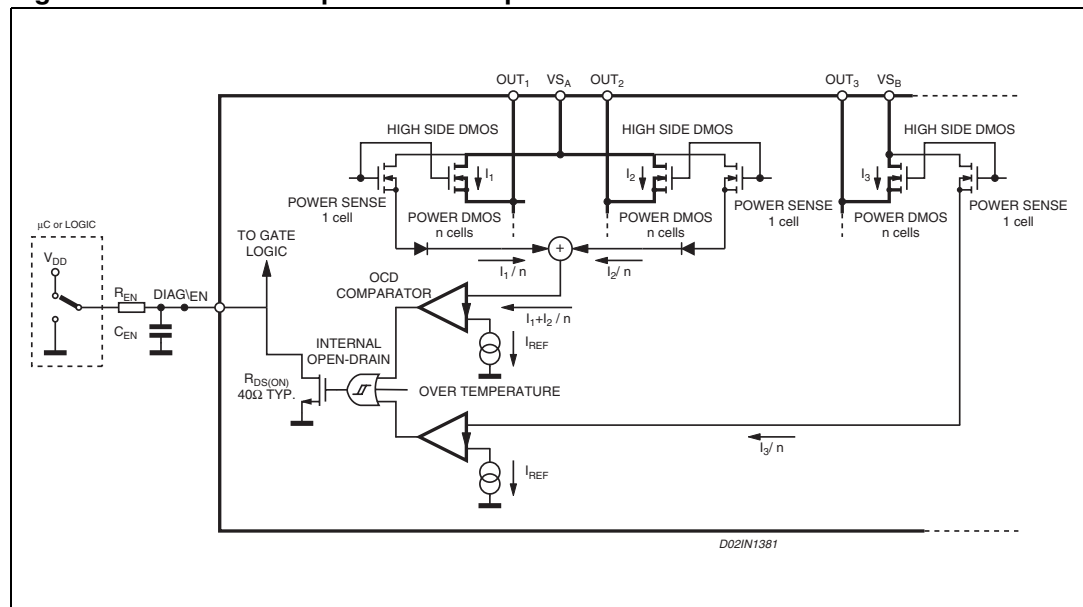 OUT1 VSA OUT2 OUT3 VSB
HIGH SIDE DMOS HIGH SIDE DMOS HIGH SIDE DMOS
I1 I2 I3
POWER SENSE
1 cell
POWER DMOS
n cells
POWER DMOS
n cells
POWER SENSE
1 cell
POWER DMOS
n cells
POWER SENSE
1 cell
μC or LOGIC
VDD
TO GATE
LOGIC
+
I1 / n I2/ n
REN DIAG\EN
CEN
OCD
COMPARATOR
I1+I2 / n
IREF
INTERNAL
OPEN-DRAIN
RDS(ON)
40Ω TYP.
OVER TEMPERATURE
I3/ n
IREF
D02IN1381